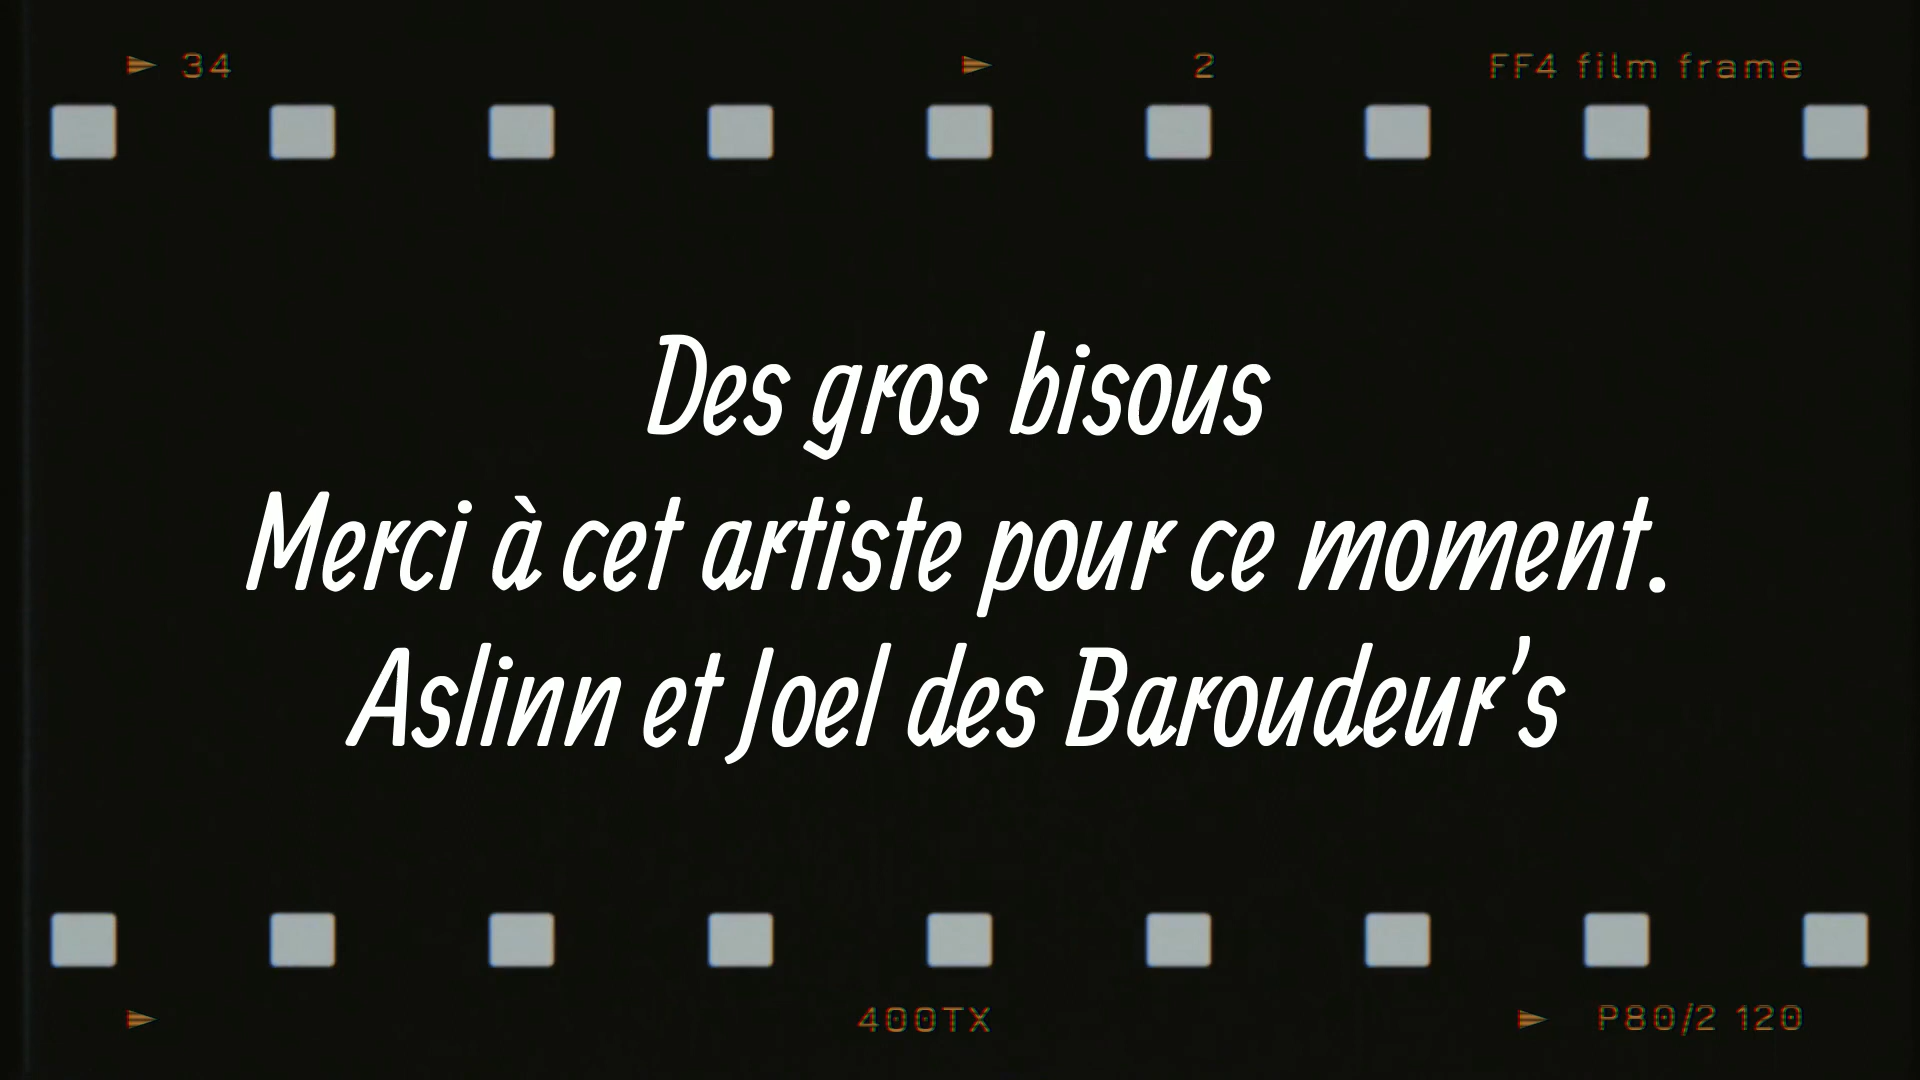 ► 34 ► 2 FF4 film frame
Des gros bisous
Merci à cet artiste pour ce moment.
Aslinn et Joel des Baroudeur’s
► 400TX ► P80/2 120